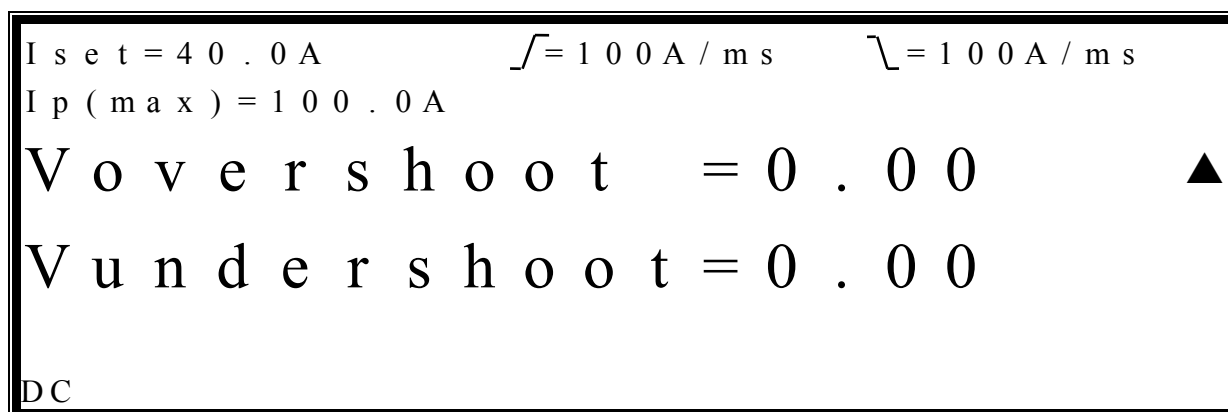 Iset=40.0A =100A/ms =100A/ms
Ip(max)=100.0A
Vovershoot =0.00
Vundershoot=0.00
DC